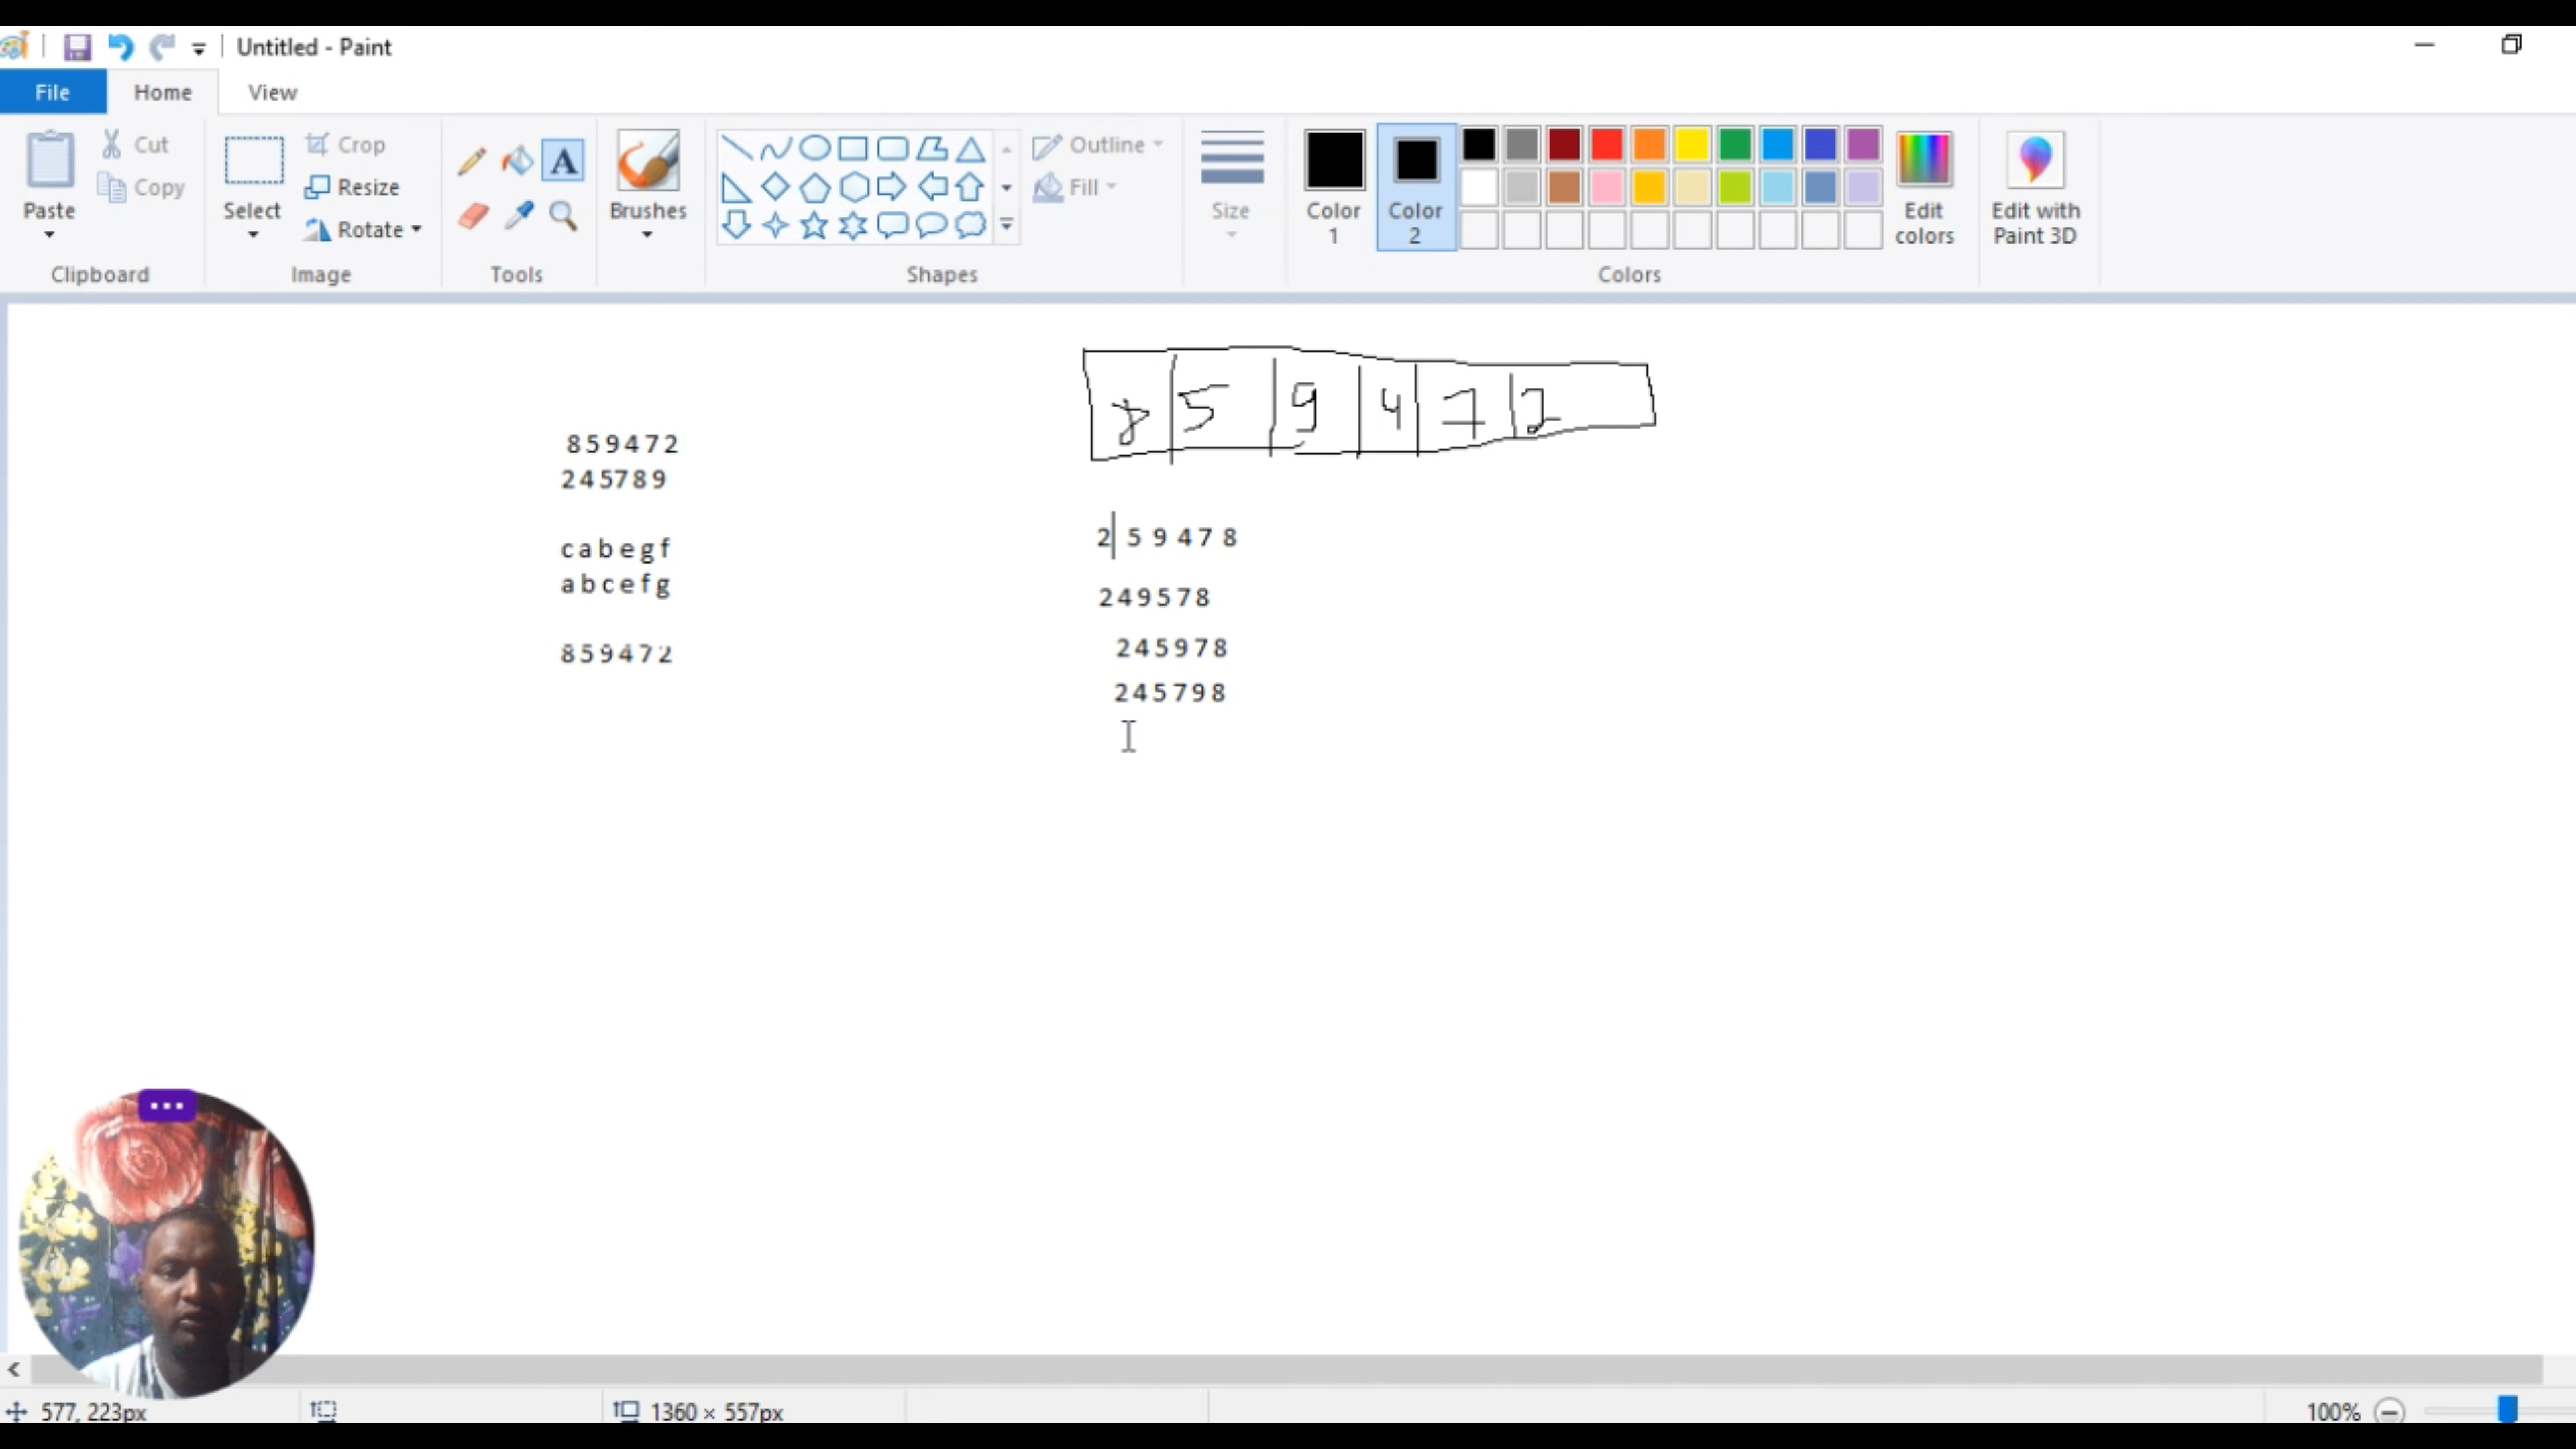 Untitled - Paint
File Home View
Paste
Cut
Copy
Clipboard
Select
Crop
Resize
Rotate
Image
A
Tools
Brushes
Shapes
Outline
Fill
Size
Color 1
Color 2
Colors
Edit colors
Edit with Paint 3D
8 5 9 4 7 2
2 4 5 7 8 9
c a b e g f
a b c e f g
8 5 9 4 7 2
8 5 9 4 7 2
2 5 9 4 7 8
2 4 9 5 7 8
2 4 5 9 7 8
2 4 5 7 9 8
577, 223px
1360 × 557px
100%